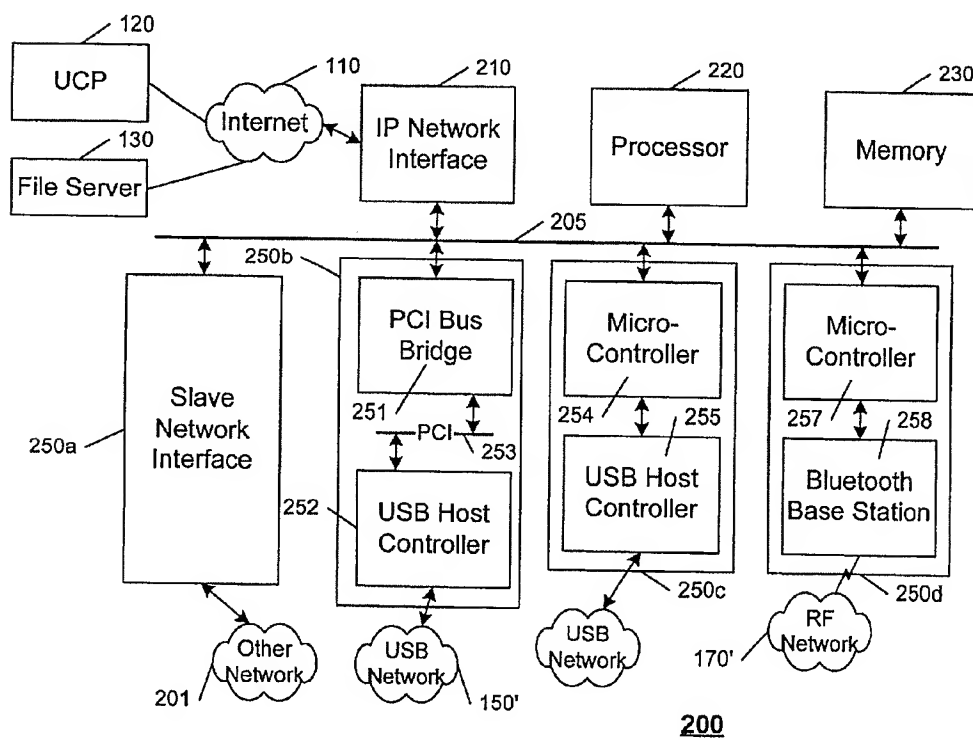 120
UCP
110
Internet
210
IP Network
Interface
220
Processor
230
Memory
130
File Server
205
250b
250a
Slave
Network
Interface
PCI Bus
Bridge
251
PCI
253
252
USB Host
Controller
Micro-
Controller
254
255
USB Host
Controller
250c
Micro-
Controller
257
258
Bluetooth
Base Station
250d
Other
Network
201
USB
Network
150'
USB
Network
RF
Network
170'
200